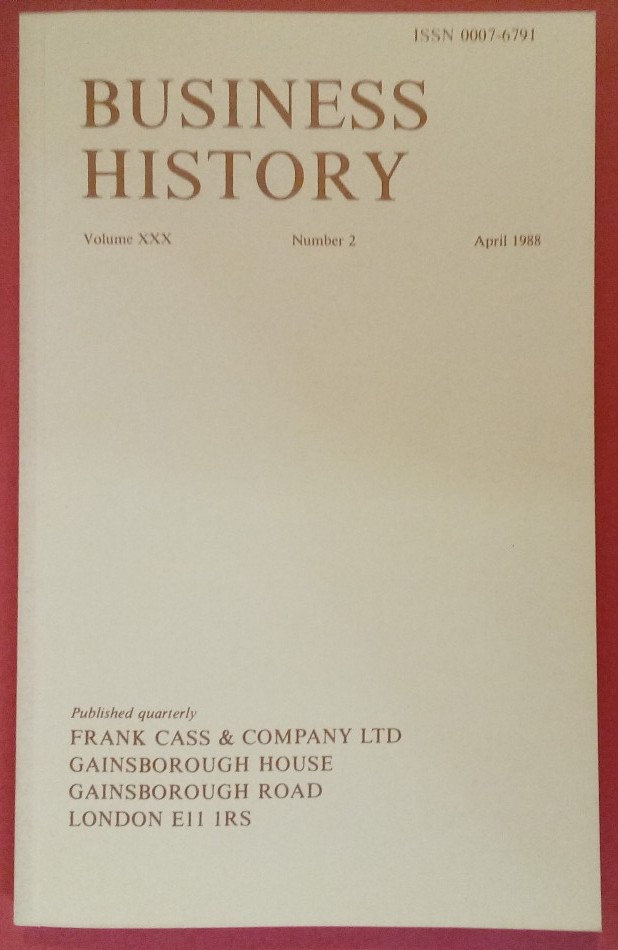 ISSN 0007-6791
BUSINESS
HISTORY
Volume XXX Number 2 April 1988
Published quarterly
FRANK CASS & COMPANY LTD
GAINSBOROUGH HOUSE
GAINSBOROUGH ROAD
LONDON E11 1RS